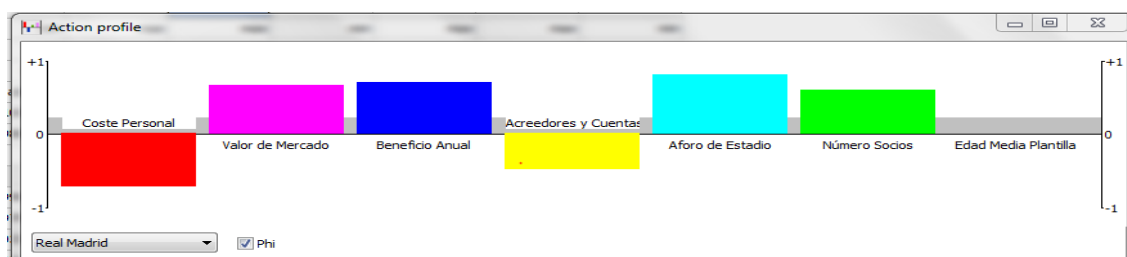 Action profile
+1
+1
Coste Personal
Acreedores y Cuentas
0
0
Valor de Mercado
Beneficio Anual
Aforo de Estadio
Número Socios
Edad Media Plantilla
-1
-1
Real Madrid
Phi